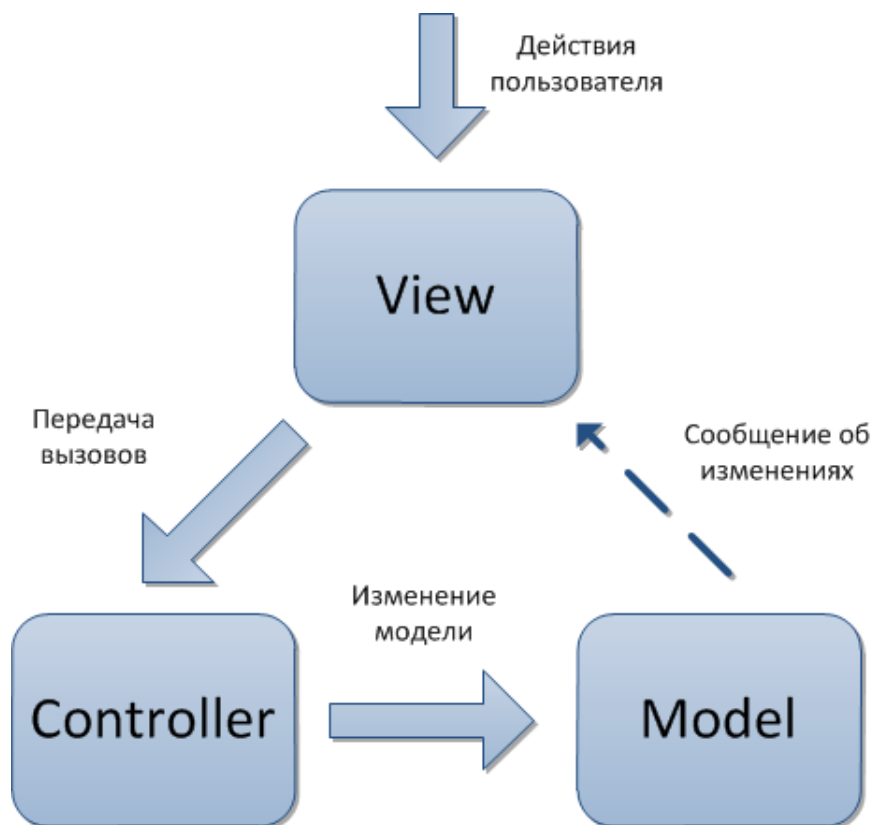 Действия
пользователя
View
Передача
вызовов
Сообщение об
изменениях
Изменение
модели
Controller
Model